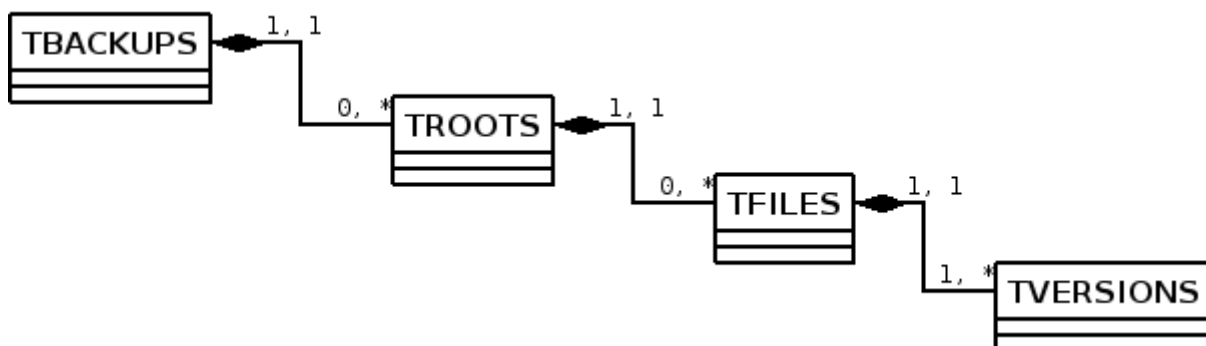 TBACKUPS
1, 1
0, *
TROOTS
1, 1
0, *
TFILES
1, 1
1, *
TVERSIONS